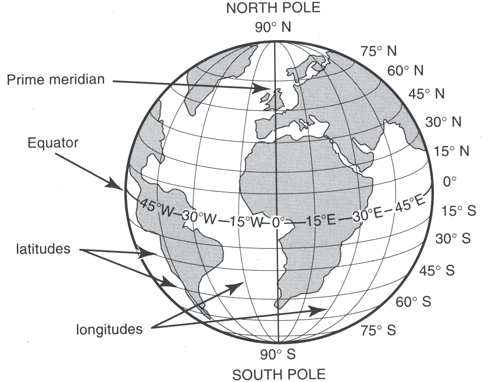 NORTH POLE
90° N
75° N
60° N
Prime meridian
45° N
30° N
Equator
15° N
0°
45°W–30°W–15°W–0°–15°E–30°E–45°E
15° S
30° S
latitudes
45° S
60° S
longitudes
75° S
90° S
SOUTH POLE